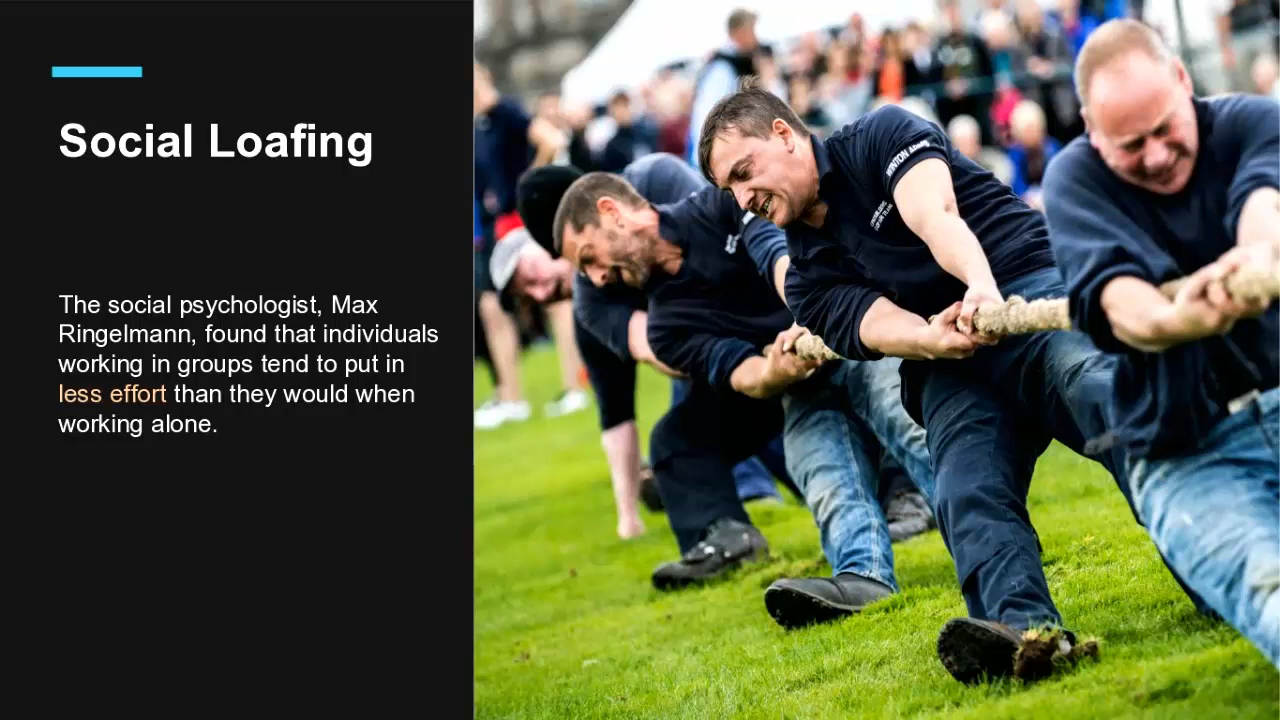 Social Loafing
The social psychologist, Max
Ringelmann, found that individuals
working in groups tend to put in
less effort than they would when
working alone.